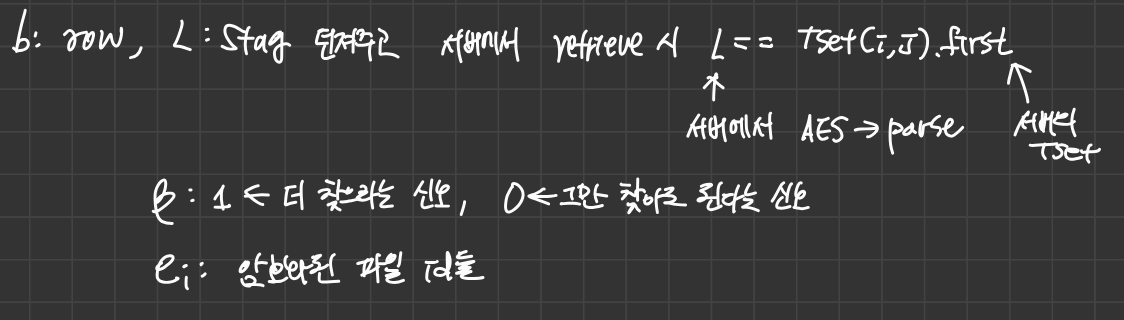 b: row, L: Stag 던져주고 서버에서 retrieve 시 L == Tset(i,J).first
서버에서 AES → parse 서버의
Tset
β: 1 ← 더 찾으라는 신호, 0 ← 그만 찾아도 된다는 신호
ei: 암호화된 파일 id들